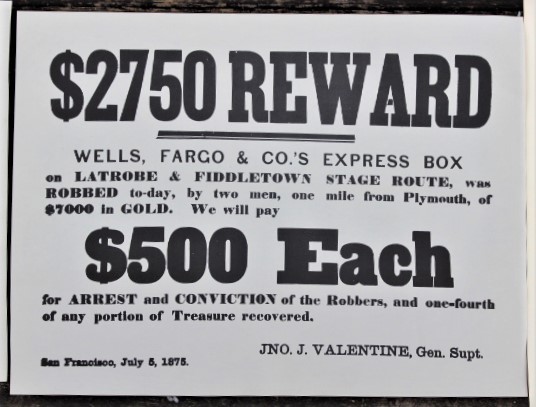 $2750 REWARD
WELLS, FARGO & CO.'S EXPRESS BOX
on LATROBE & FIDDLETOWN STAGE ROUTE, was
ROBBED to-day, by two men, one mile from Plymouth, of
$7000 in GOLD. We will pay
$500 Each
for ARREST and CONVICTION of the Robbers, and one-fourth
of any portion of Treasure recovered.
JNO. J. VALENTINE, Gen. Supt.
San Francisco, July 5, 1875.